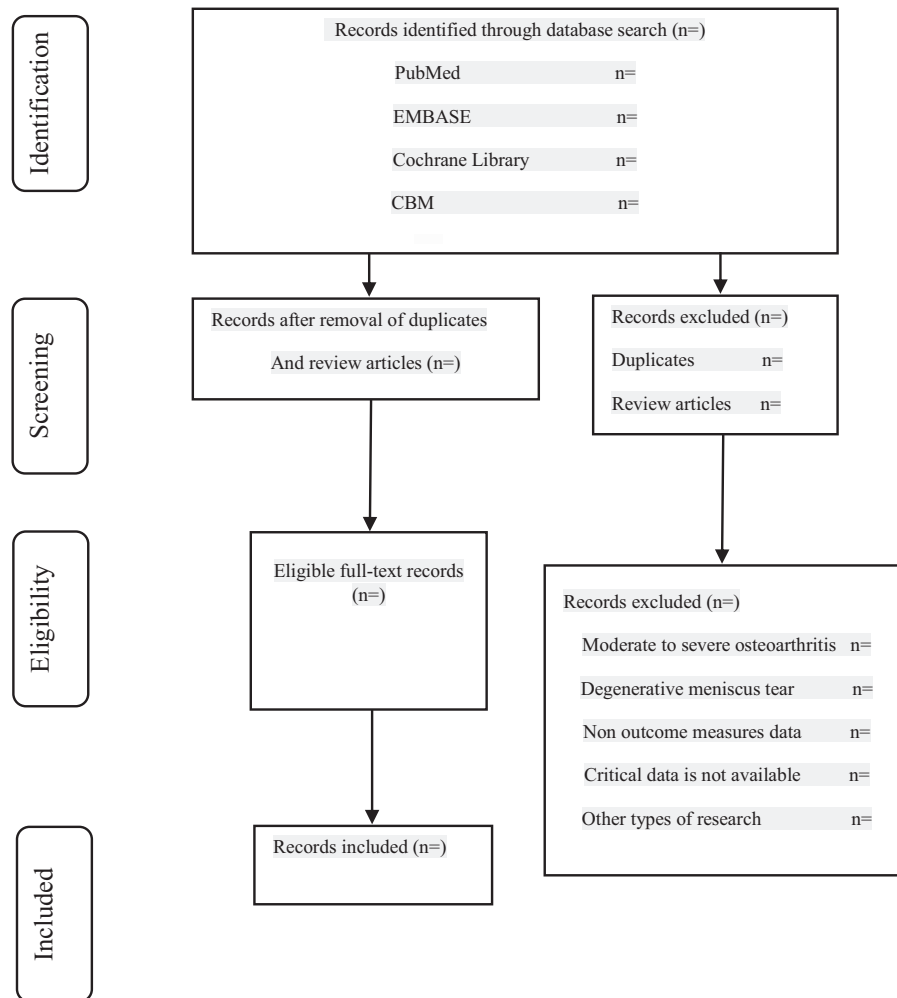 Identification
Records identified through database search (n=)
PubMed n=
EMBASE n=
Cochrane Library n=
CBM n=
Screening
Records after removal of duplicates
And review articles (n=)
Records excluded (n=)
Duplicates n=
Review articles n=
Eligibility
Eligible full-text records
(n=)
Records excluded (n=)
Moderate to severe osteoarthritis n=
Degenerative meniscus tear n=
Non outcome measures data n=
Critical data is not available n=
Other types of research n=
Included
Records included (n=)